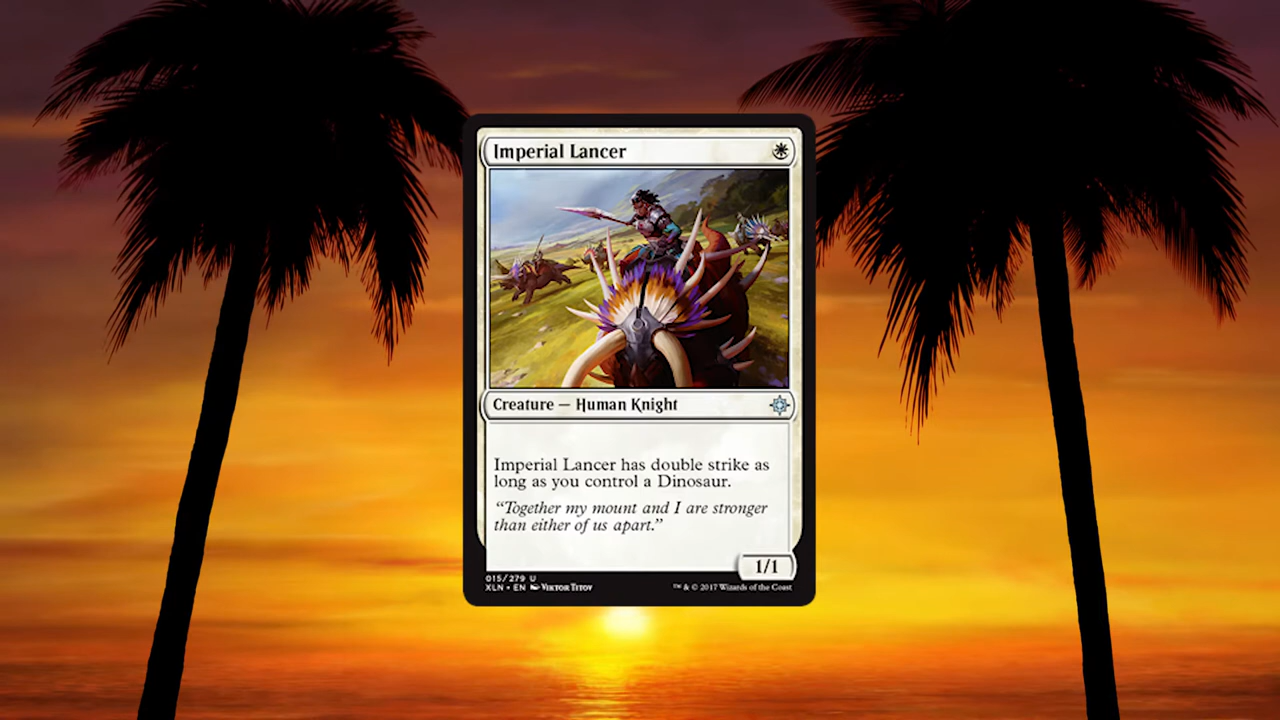 Imperial Lancer
Creature — Human Knight
Imperial Lancer has double strike as
long as you control a Dinosaur.
“Together my mount and I are stronger
than either of us apart.”
1/1
015/279 U
XLN • EN Viktor Titov
™ & © 2017 Wizards of the Coast